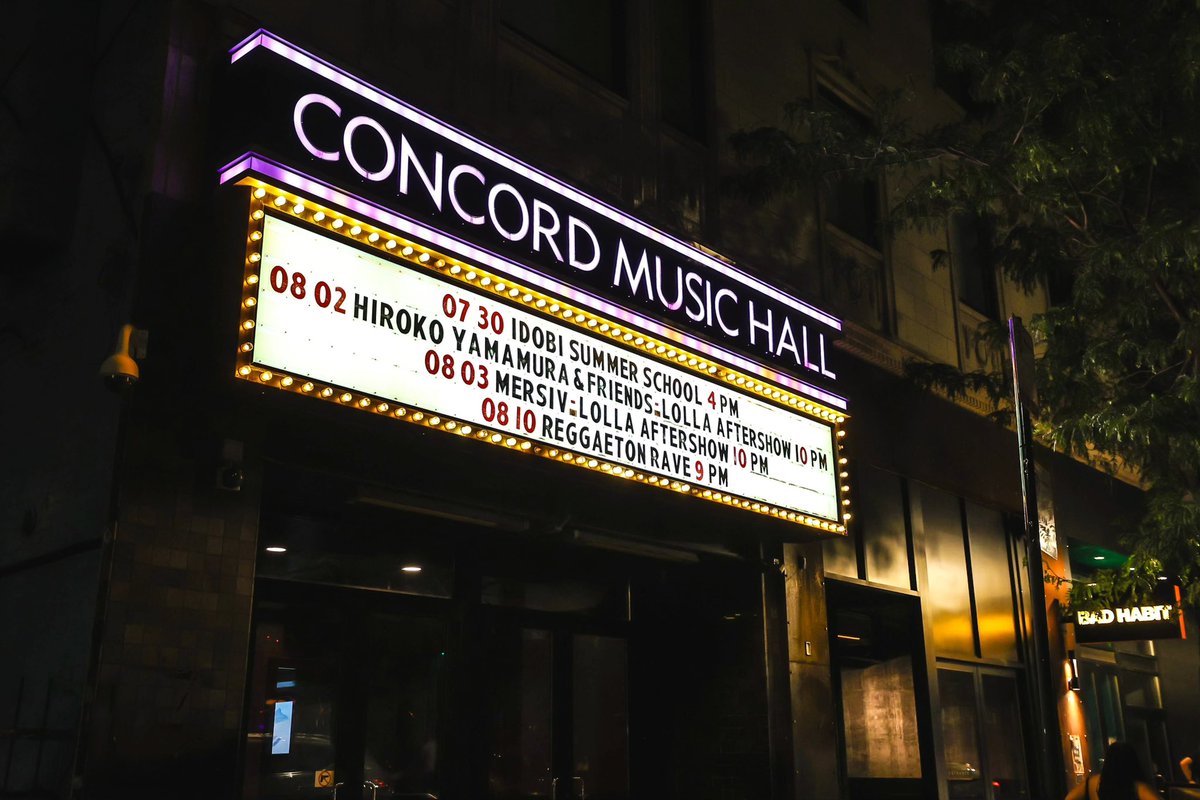 CONCORD MUSIC HALL
07 30 IDOBI SUMMER SCHOOL 4 PM
08 02 HIROKO YAMAMURA & FRIENDS-LOLLA AFTERSHOW 10 PM
08 03 MERSIV-LOLLA AFTERSHOW 10 PM
08 10 REGGAETON RAVE 9 PM
BAD HABIT
ENTRANCE